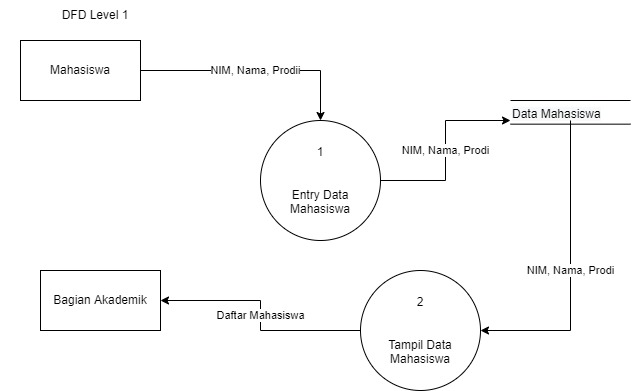 DFD Level 1
Mahasiswa
NIM, Nama, Prodii
Data Mahasiswa
1
NIM, Nama, Prodi
Entry Data
Mahasiswa
NIM, Nama, Prodi
Bagian Akademik
2
Daftar Mahasiswa
Tampil Data
Mahasiswa